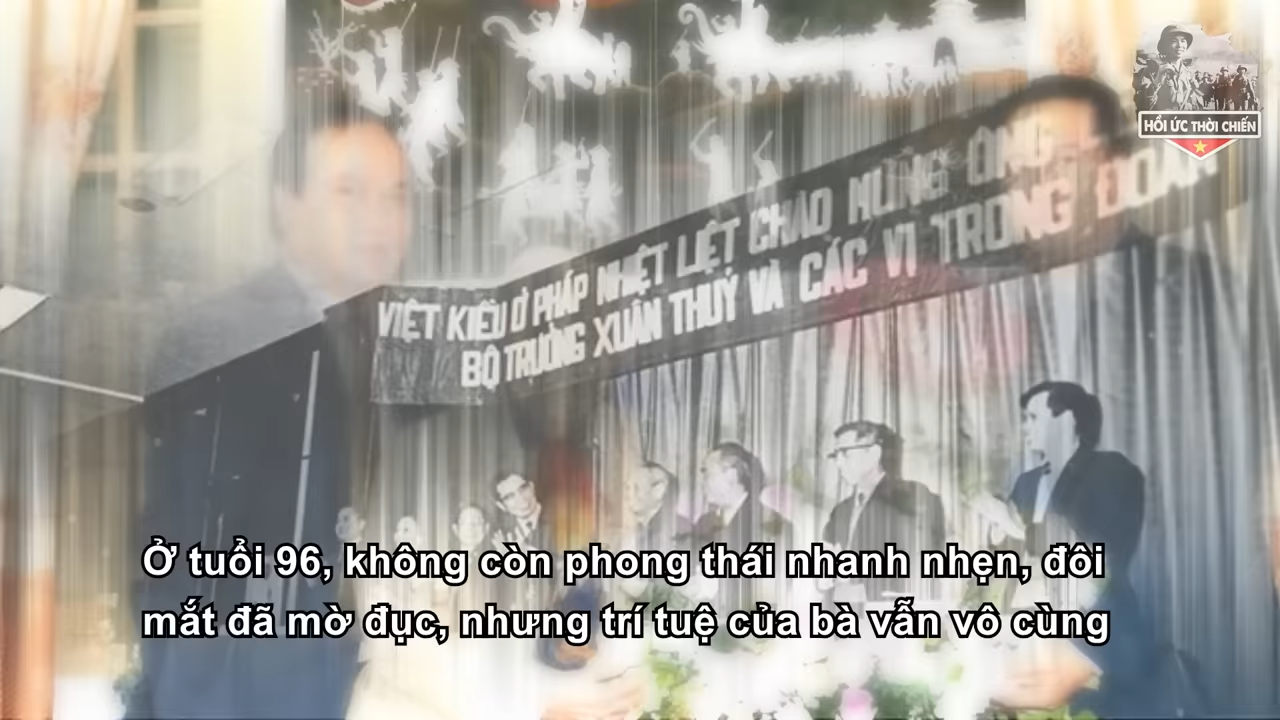 HỒI ỨC THỜI CHIẾN
VIỆT KIỀU Ở PHÁP NHIỆT LIỆT CHÀO MỪNG ÔNG
BỘ TRƯỞNG XUÂN THUỶ VÀ CÁC VỊ TRONG ĐOÀN
Ở tuổi 96, không còn phong thái nhanh nhẹn, đôi
mắt đã mờ đục, nhưng trí tuệ của bà vẫn vô cùng